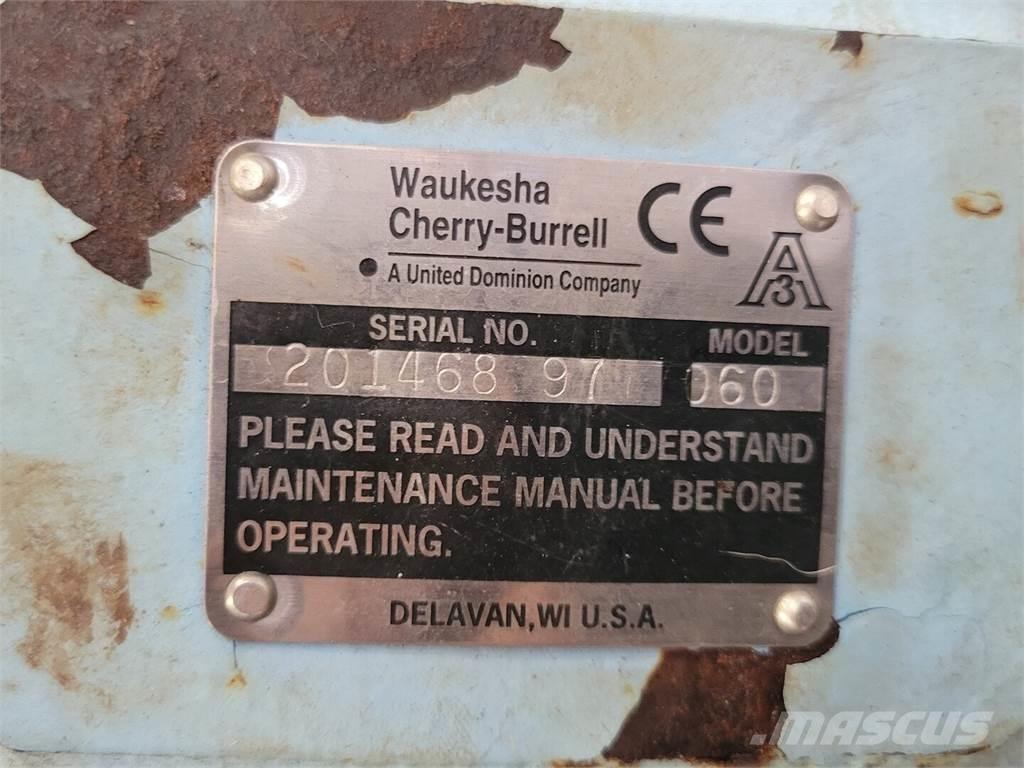 Waukesha
Cherry-Burrell
A United Dominion Company
CE
A
3
SERIAL NO.
MODEL
201468 97
060
PLEASE READ AND UNDERSTAND
MAINTENANCE MANUAL BEFORE
OPERATING.
DELAVAN, WI U.S.A.
MASCUS